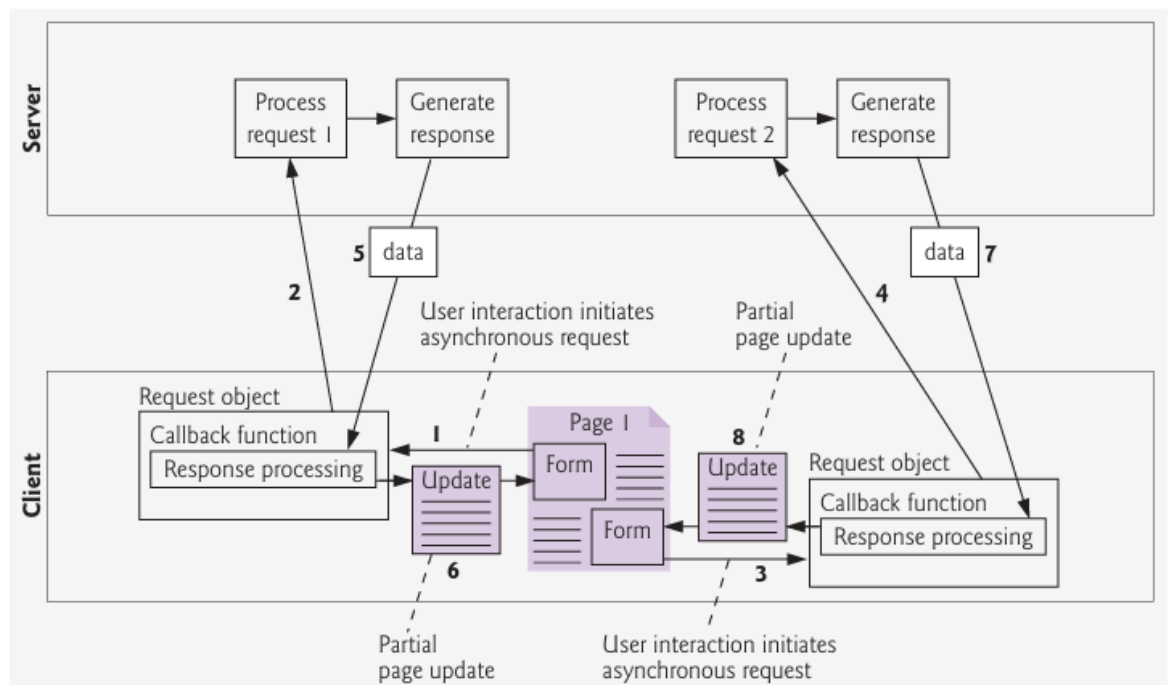 Server
Process
request 1
Generate
response
Process
request 2
Generate
response
5
data
data
7
2
4
User interaction initiates
asynchronous request
Partial
page update
Client
Request object
Callback function
Response processing
1
Update
6
Page 1
Form
Form
8
Update
3
Request object
Callback function
Response processing
Partial
page update
User interaction initiates
asynchronous request